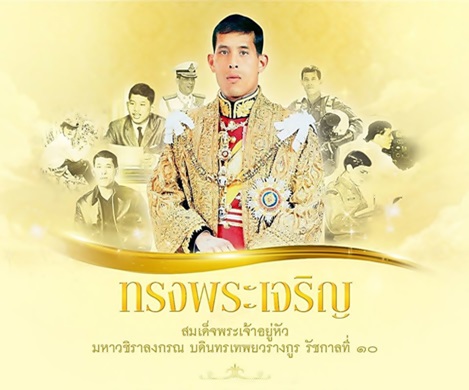 ทรงพระเจริญ
สมเด็จพระเจ้าอยู่หัว
มหาวชิราลงกรณ บดินทรเทพยวรางกูร รัชกาลที่ ๑๐